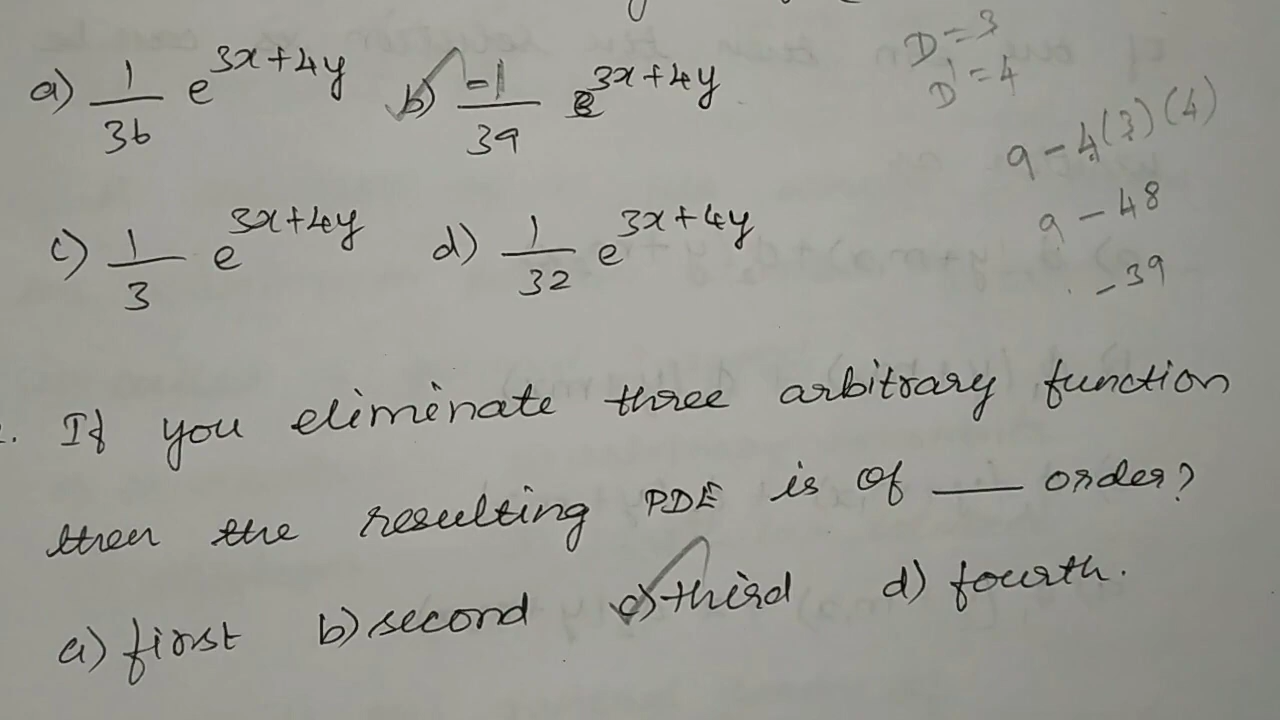 a) 1/36 e^3x+4y b) -1/39 e^3x+4y
D=3
D'=4
9-4(3)(4)
9-48
-39
c) 1/3 e^3x+4y d) 1/32 e^3x+4y
. If you eliminate three arbitrary function
then the resulting PDE is of ___ order?
a) first b) second c) third d) fourth.